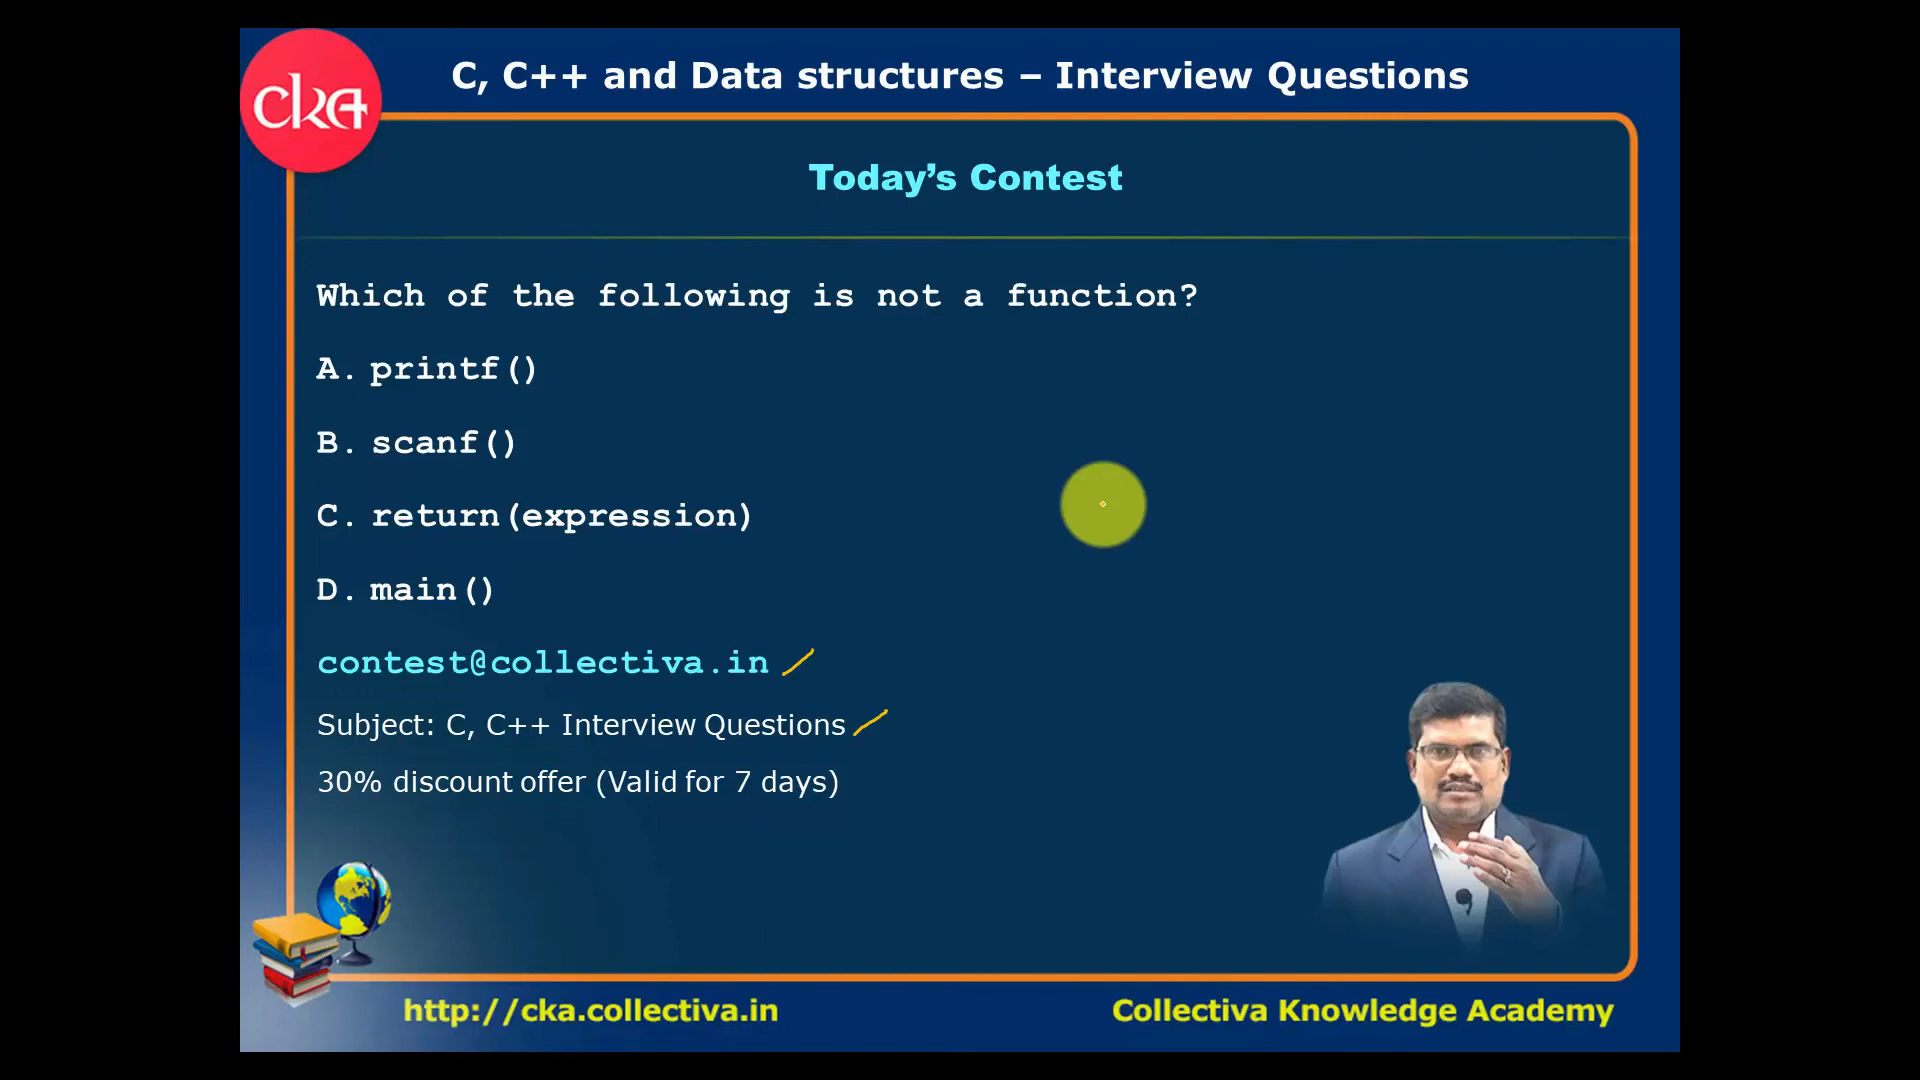 cka
C, C++ and Data structures – Interview Questions
Today’s Contest
Which of the following is not a function?
A. printf()
B. scanf()
C. return(expression)
D. main()
contest@collectiva.in
Subject: C, C++ Interview Questions
30% discount offer (Valid for 7 days)
http://cka.collectiva.in
Collectiva Knowledge Academy